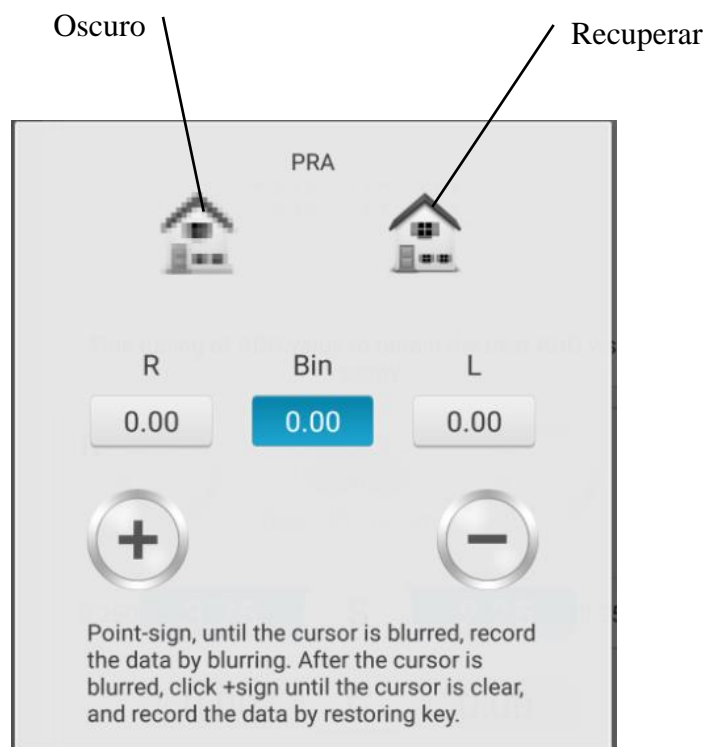 Oscuro
Recuperar
PRA
R Bin L
0.00 0.00 0.00
+ −
Point-sign, until the cursor is blurred, record
the data by blurring. After the cursor is
blurred, click +sign until the cursor is clear,
and record the data by restoring key.